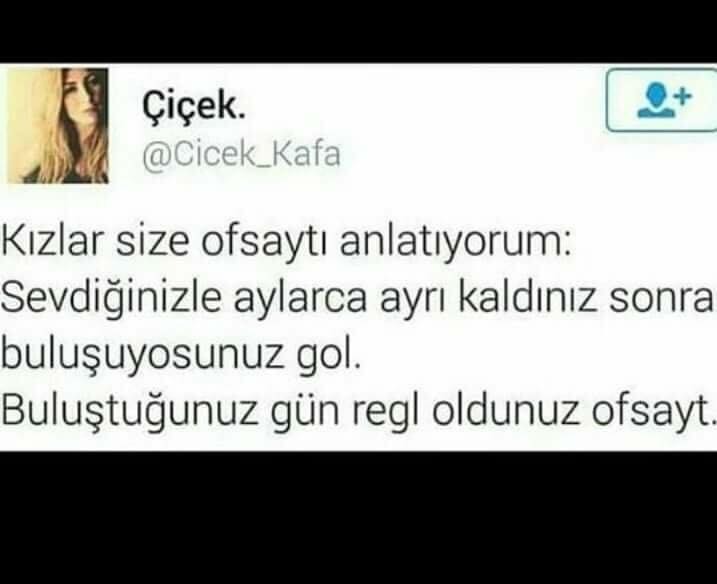 Çiçek.
@Cicek_Kafa
Kızlar size ofsaytı anlatıyorum:
Sevdiğinizle aylarca ayrı kaldınız sonra
buluşuyosunuz gol.
Buluştuğunuz gün regl oldunuz ofsayt.